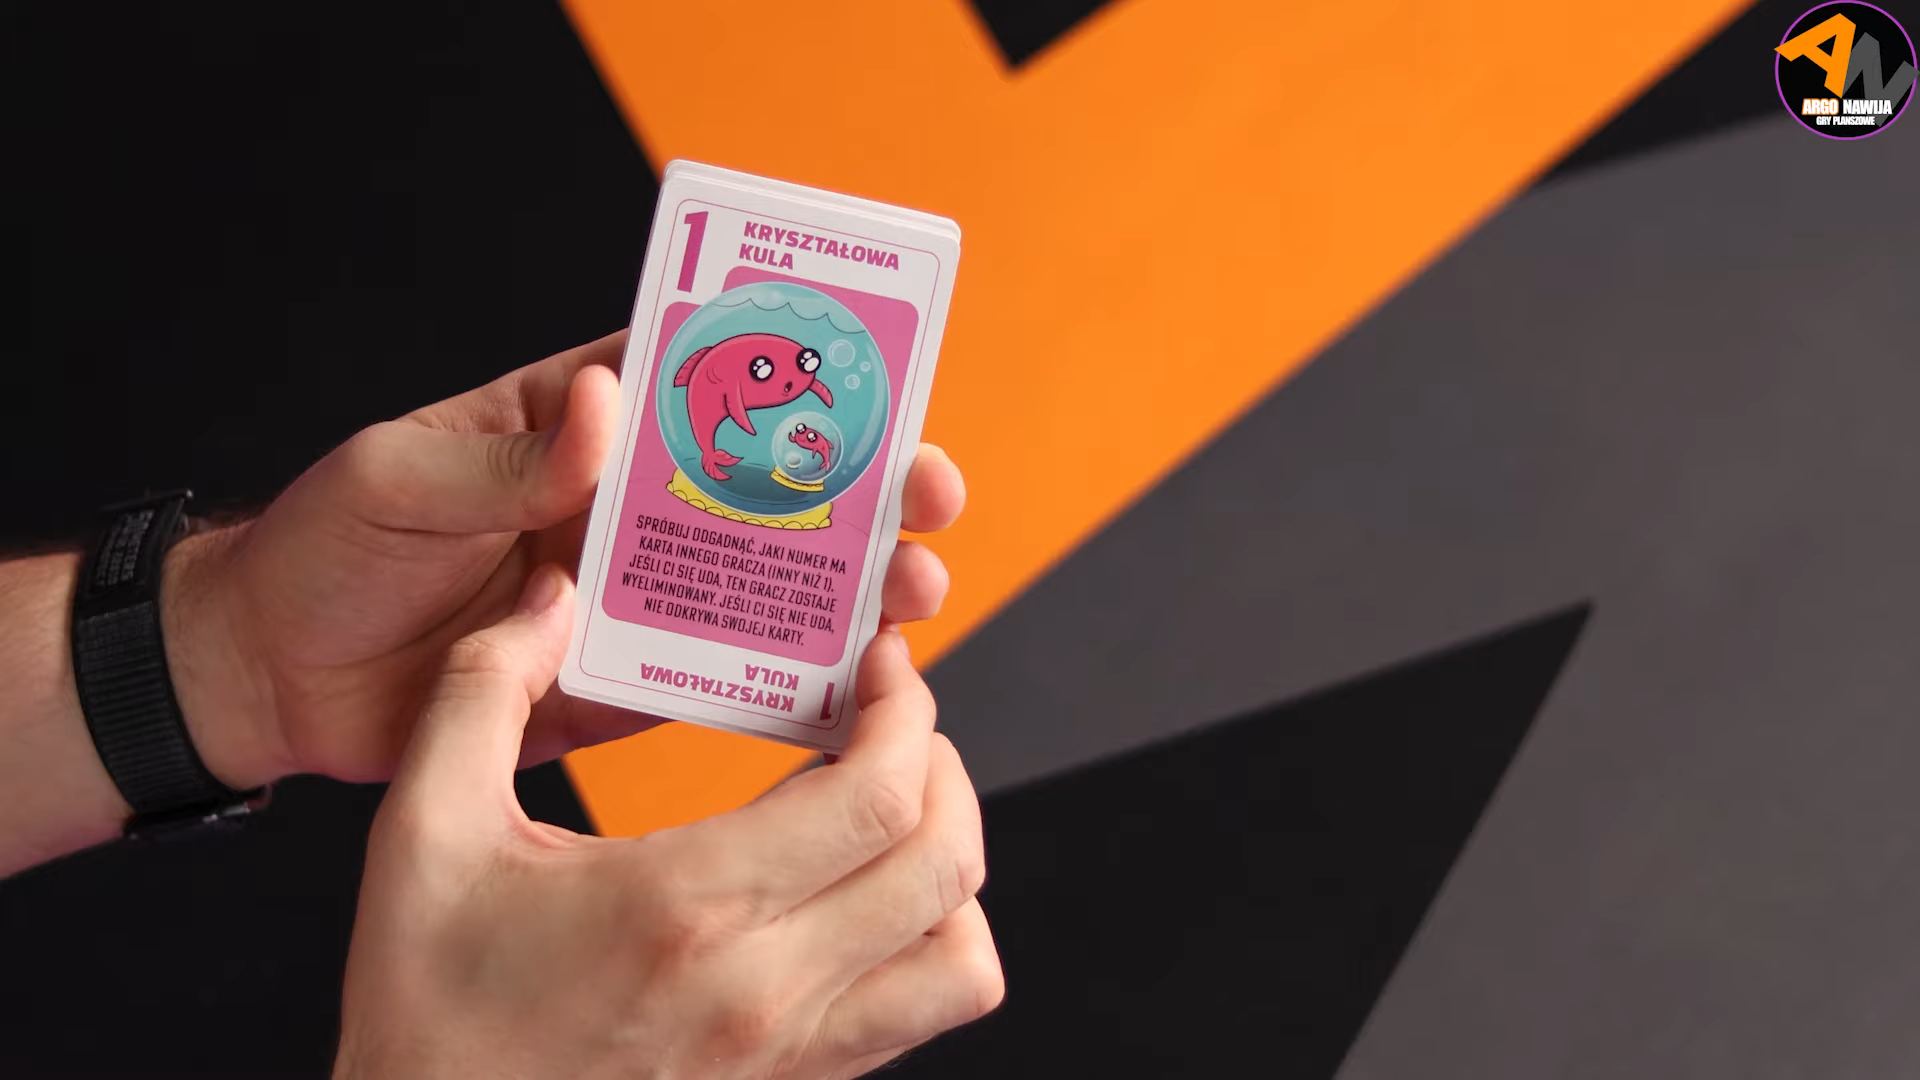 ARGO NAWIJA
GRY PLANSZOWE
1
KRYSZTAŁOWA
KULA
SPRÓBUJ ODGADNĄĆ, JAKI NUMER MA
KARTA INNEGO GRACZA (INNY NIŻ 1).
JEŚLI CI SIĘ UDA, TEN GRACZ ZOSTAJE
WYELIMINOWANY. JEŚLI CI SIĘ NIE UDA,
NIE ODKRYWA SWOJEJ KARTY.
1
KRYSZTAŁOWA
KULA